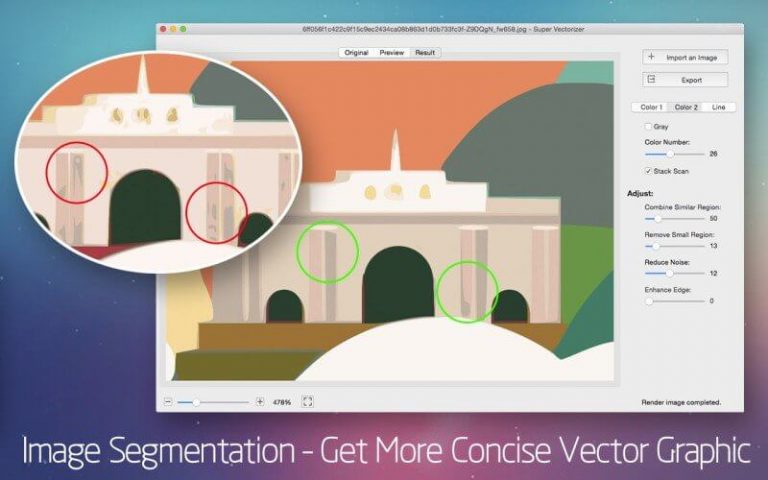 6ff056f1c422c9f15c9ec2434ca08b863d1d0b733fc3f-Z9DQgN_fw658.jpg - Super Vectorizer
Original Preview Result
Import an Image
Export
Color 1 Color 2 Line
Gray
Color Number:
26
Stack Scan
Adjust:
Combine Similar Region:
50
Remove Small Region:
13
Reduce Noise:
12
Enhance Edge:
0
478%
Render image completed.
Image Segmentation - Get More Concise Vector Graphic